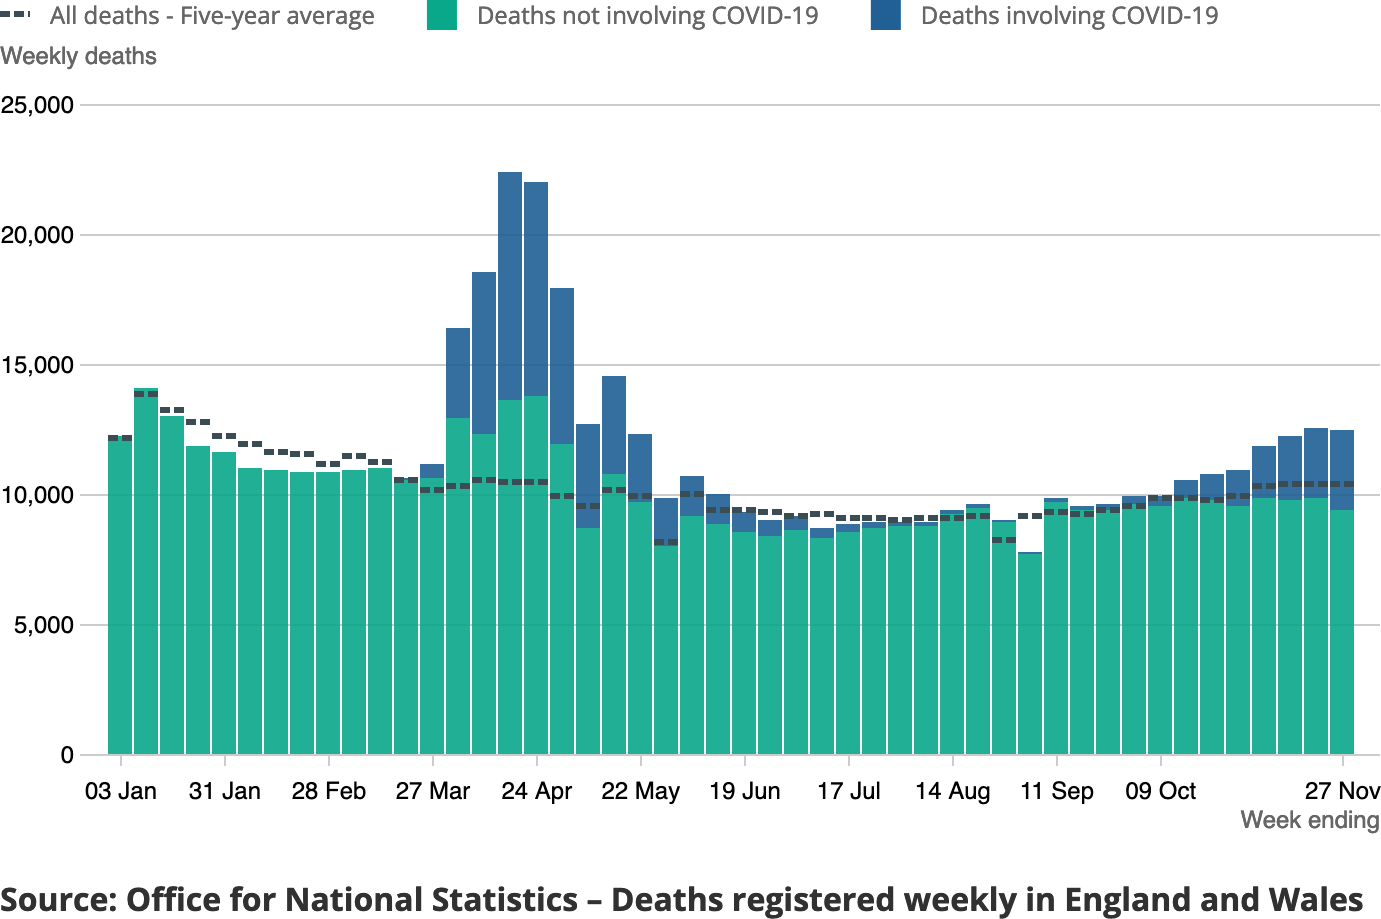 All deaths - Five-year average Deaths not involving COVID-19 Deaths involving COVID-19
Weekly deaths
25,000
20,000
15,000
10,000
5,000
0
03 Jan 31 Jan 28 Feb 27 Mar 24 Apr 22 May 19 Jun 17 Jul 14 Aug 11 Sep 09 Oct 27 Nov
Week ending
Source: Office for National Statistics – Deaths registered weekly in England and Wales